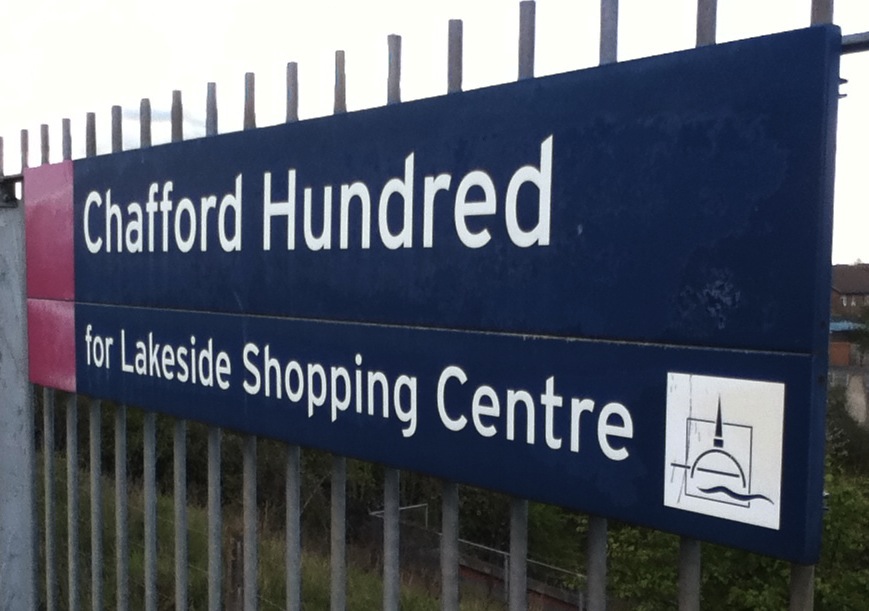 Chafford Hundred
for Lakeside Shopping Centre